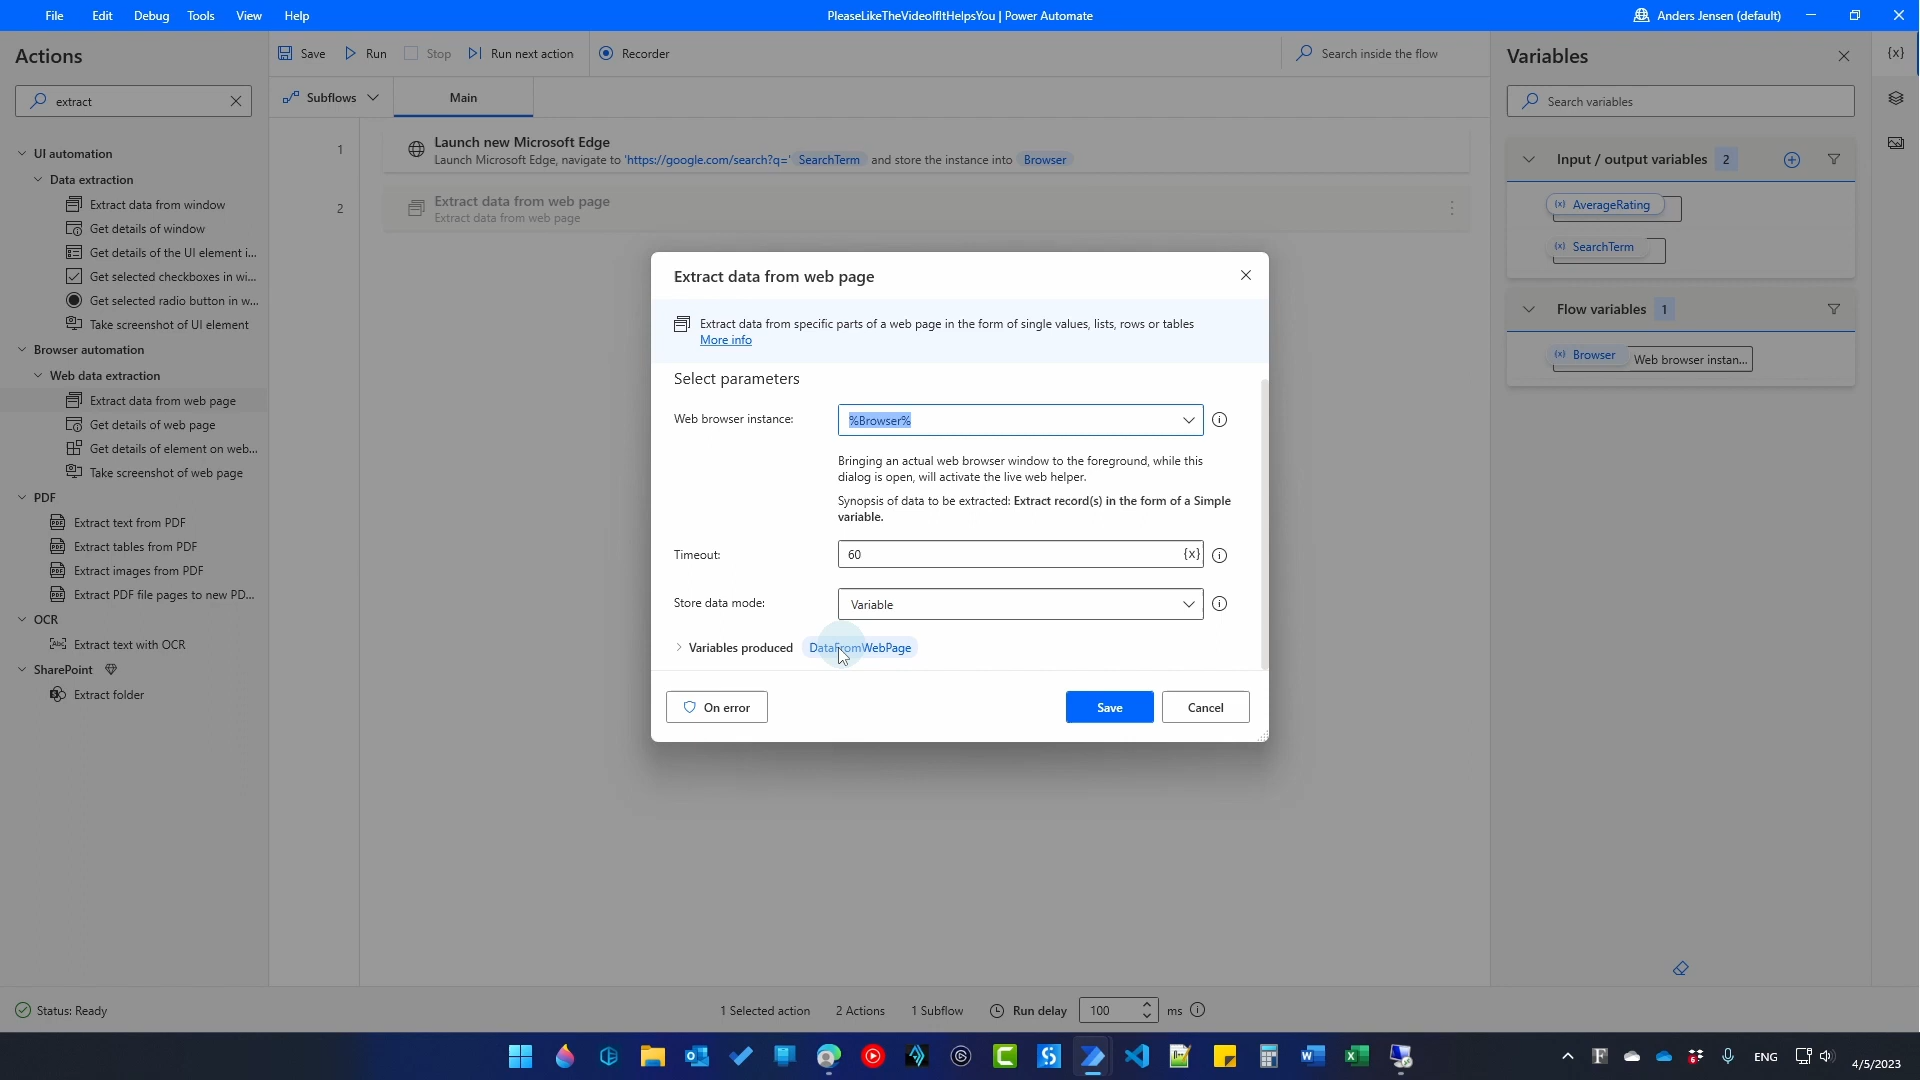 File Edit Debug Tools View Help
PleaseLikeTheVideoIfItHelpsYou | Power Automate
Anders Jensen (default)
Actions
extract
UI automation
Data extraction
Extract data from window
Get details of window
Get details of the UI element i...
Get selected checkboxes in wi...
Get selected radio button in w...
Take screenshot of UI element
Browser automation
Web data extraction
Extract data from web page
Get details of web page
Get details of element on web...
Take screenshot of web page
PDF
Extract text from PDF
Extract tables from PDF
Extract images from PDF
Extract PDF file pages to new PD...
OCR
Extract text with OCR
SharePoint
Extract folder
Save Run Stop Run next action Recorder
Search inside the flow
Subflows Main
1
Launch new Microsoft Edge
Launch Microsoft Edge, navigate to 'https://google.com/search?q=' SearchTerm and store the instance into Browser
2
Extract data from web page
Extract data from web page
Extract data from web page
Extract data from specific parts of a web page in the form of single values, lists, rows or tables
More info
Select parameters
Web browser instance: %Browser%
Bringing an actual web browser window to the foreground, while this
dialog is open, will activate the live web helper.
Synopsis of data to be extracted: Extract record(s) in the form of a Simple
variable.
Timeout: 60 {x}
Store data mode: Variable
Variables produced DataFromWebPage
On error Save Cancel
Variables
{x}
Search variables
Input / output variables 2
{x} AverageRating
{x} SearchTerm
Flow variables 1
{x} Browser Web browser instan...
Status: Ready
1 Selected action 2 Actions 1 Subflow Run delay 100 ms
ENG
4/5/2023